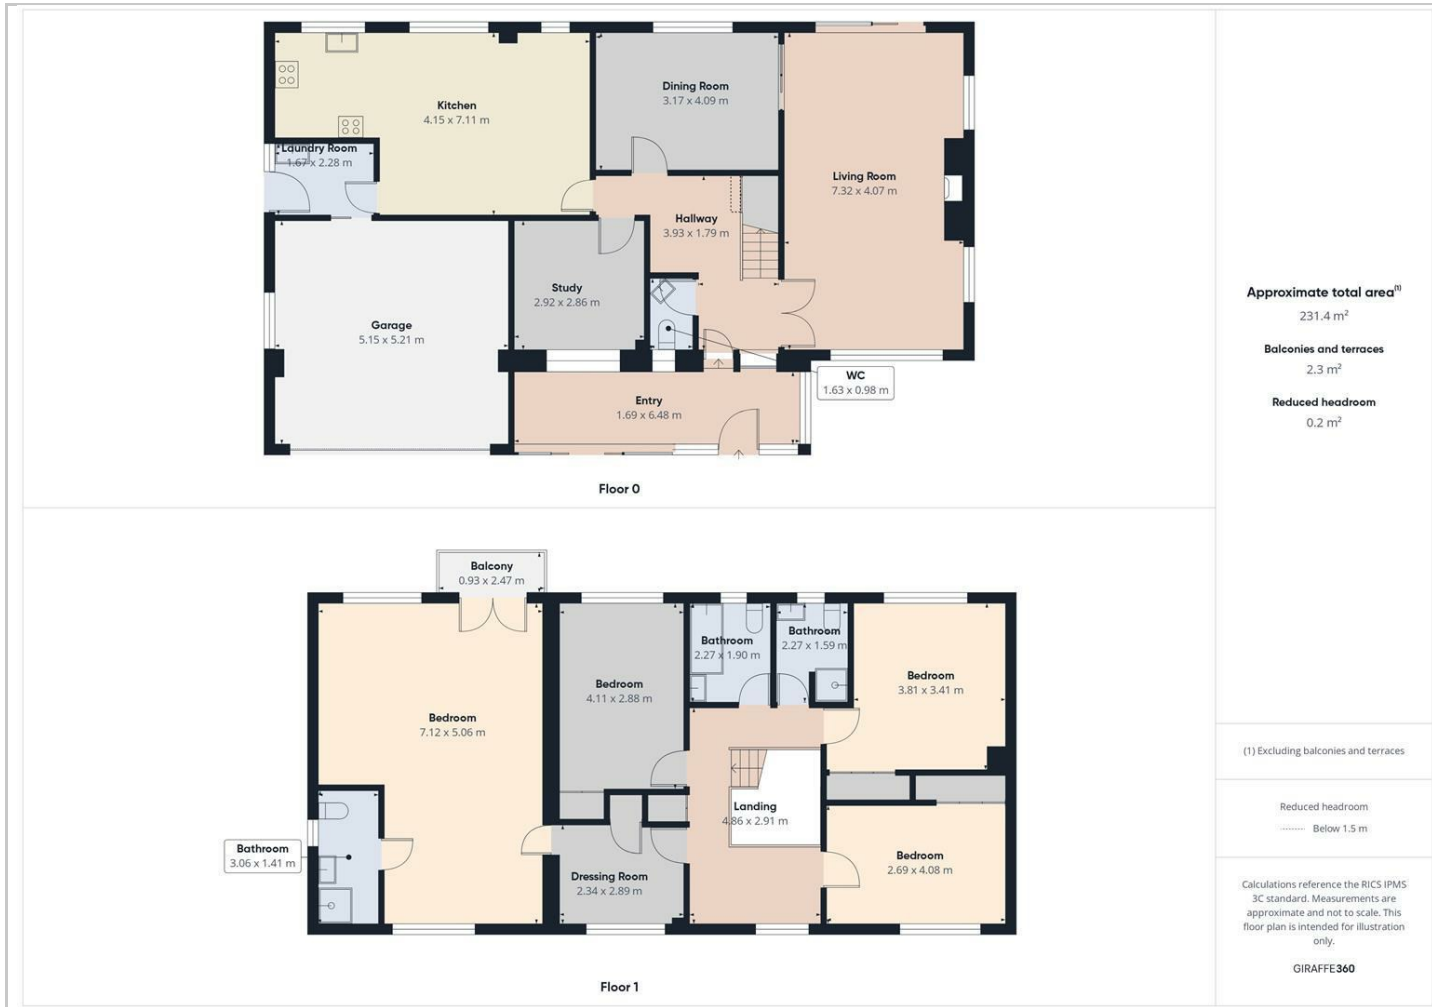 Kitchen
4.15 x 7.11 m
Dining Room
3.17 x 4.09 m
Laundry Room
1.67 x 2.28 m
Living Room
7.32 x 4.07 m
Hallway
3.93 x 1.79 m
Study
2.92 x 2.86 m
Garage
5.15 x 5.21 m
WC
1.63 x 0.98 m
Entry
1.69 x 6.48 m
Floor 0
Balcony
0.93 x 2.47 m
Bathroom
2.27 x 1.90 m
Bathroom
2.27 x 1.59 m
Bedroom
4.11 x 2.88 m
Bedroom
3.81 x 3.41 m
Bedroom
7.12 x 5.06 m
Landing
4.86 x 2.91 m
Bathroom
3.06 x 1.41 m
Dressing Room
2.34 x 2.89 m
Bedroom
2.69 x 4.08 m
Floor 1
Approximate total area(1)
231.4 m²
Balconies and terraces
2.3 m²
Reduced headroom
0.2 m²
(1) Excluding balconies and terraces
Reduced headroom
Below 1.5 m
Calculations reference the RICS IPMS
3C standard. Measurements are
approximate and not to scale. This
floor plan is intended for illustration
only.
GIRAFFE360